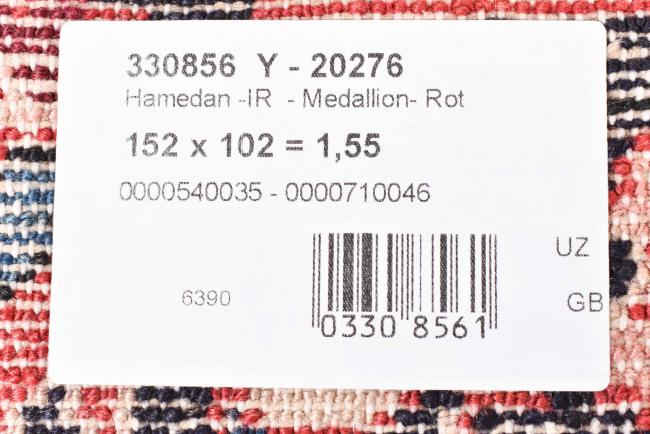 330856 Y - 20276
Hamedan -IR - Medallion- Rot
152 x 102 = 1,55
0000540035 - 0000710046
UZ
6390
GB
0330 8561